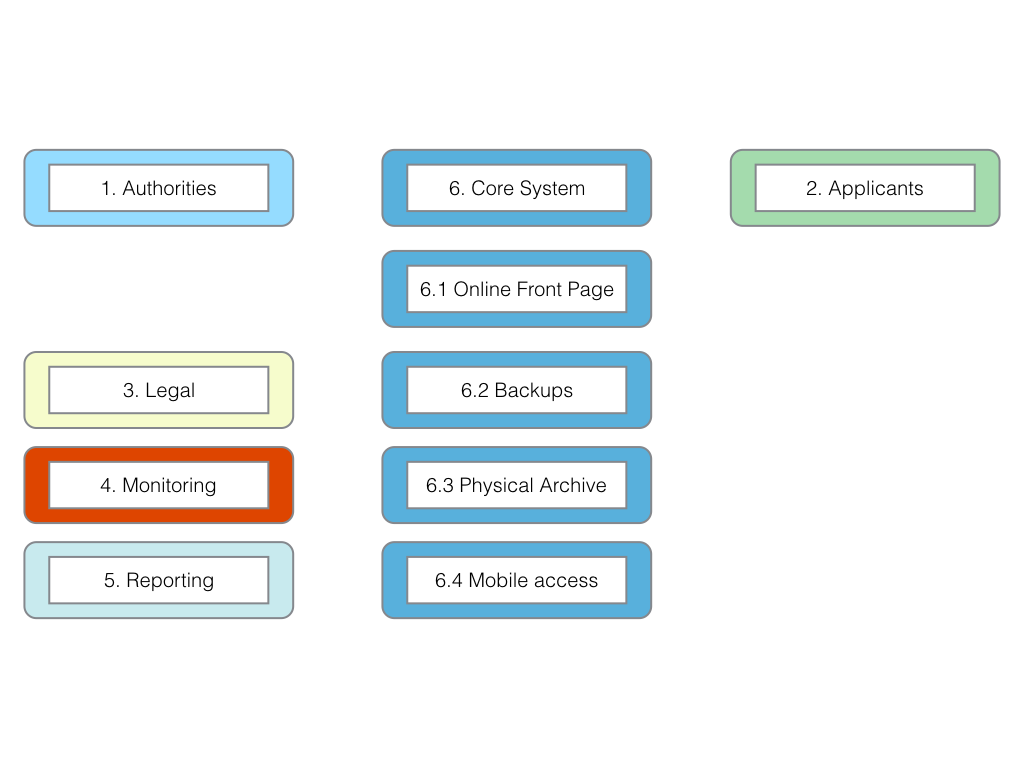 1. Authorities
6. Core System
2. Applicants
6.1 Online Front Page
3. Legal
6.2 Backups
4. Monitoring
6.3 Physical Archive
5. Reporting
6.4 Mobile access